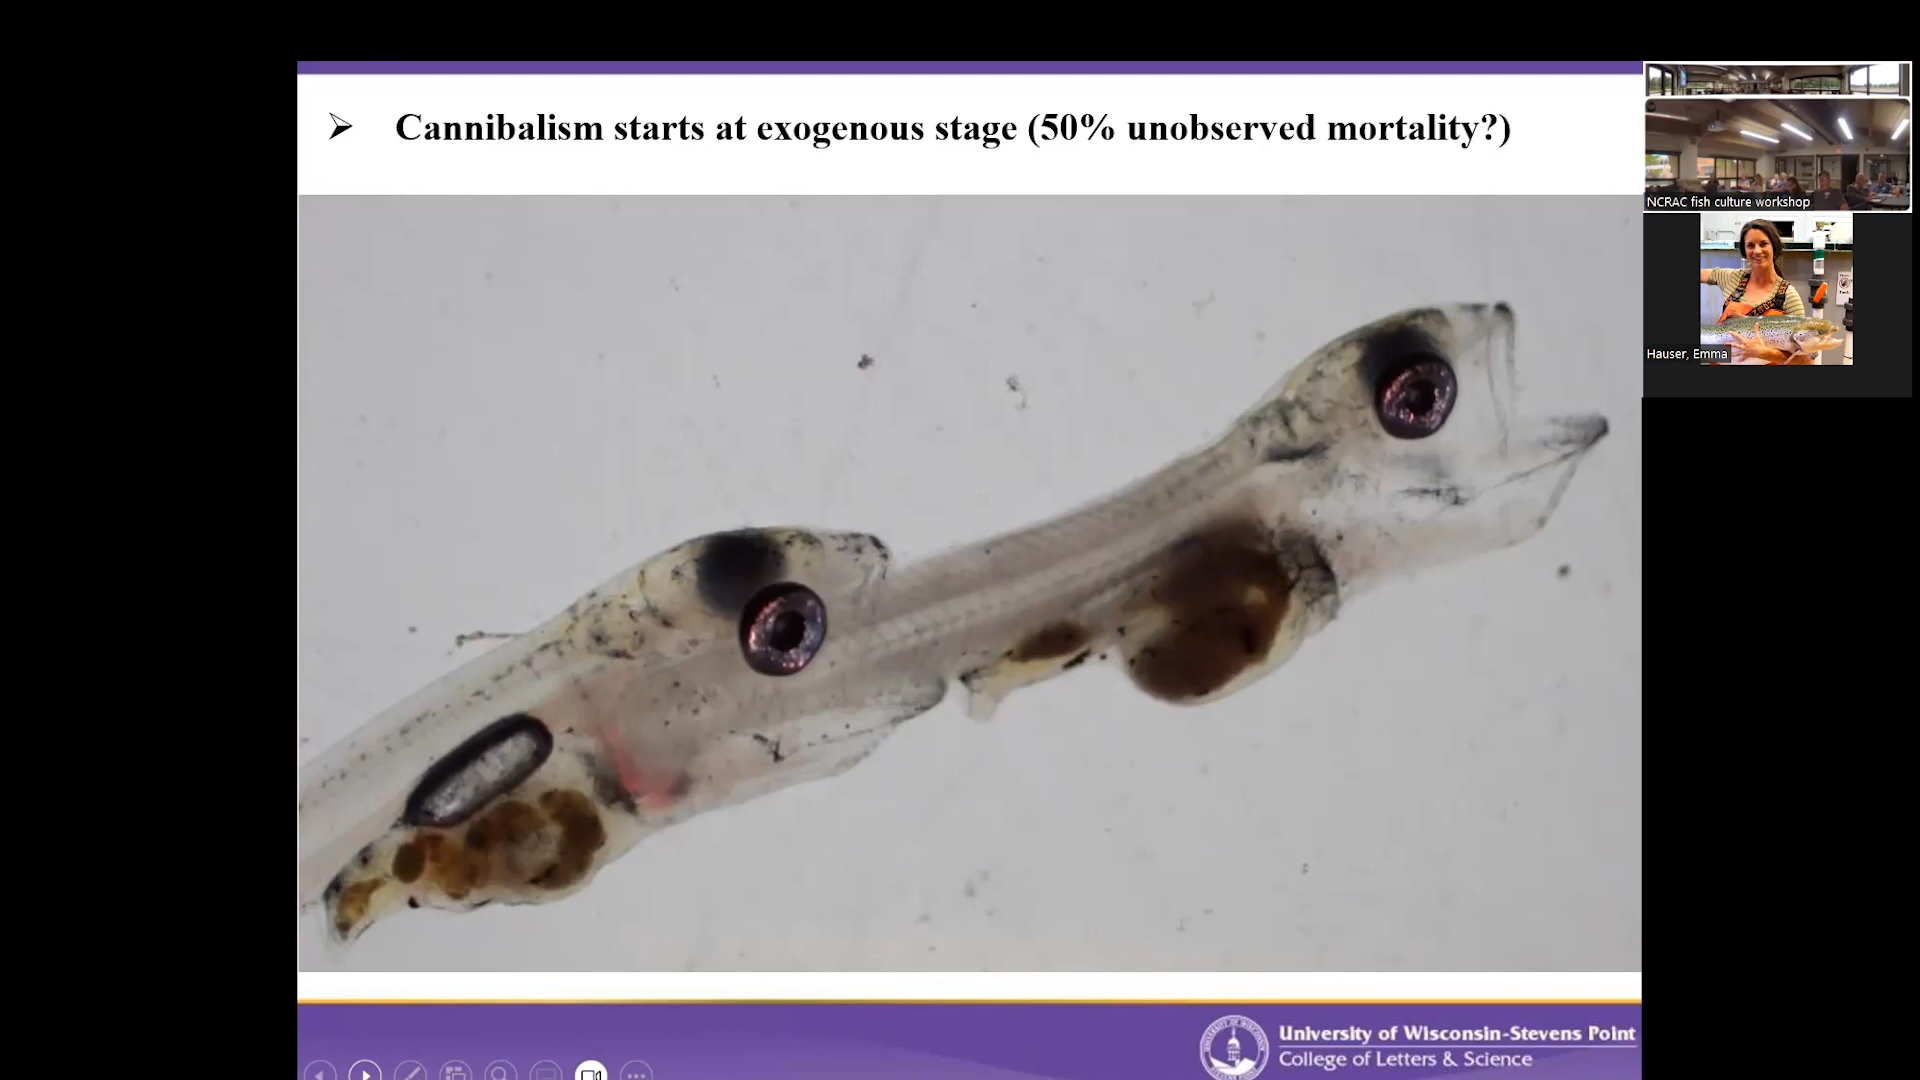 ➢ Cannibalism starts at exogenous stage (50% unobserved mortality?)
NCRAC fish culture workshop
Hauser, Emma
University of Wisconsin-Stevens Point
College of Letters & Science